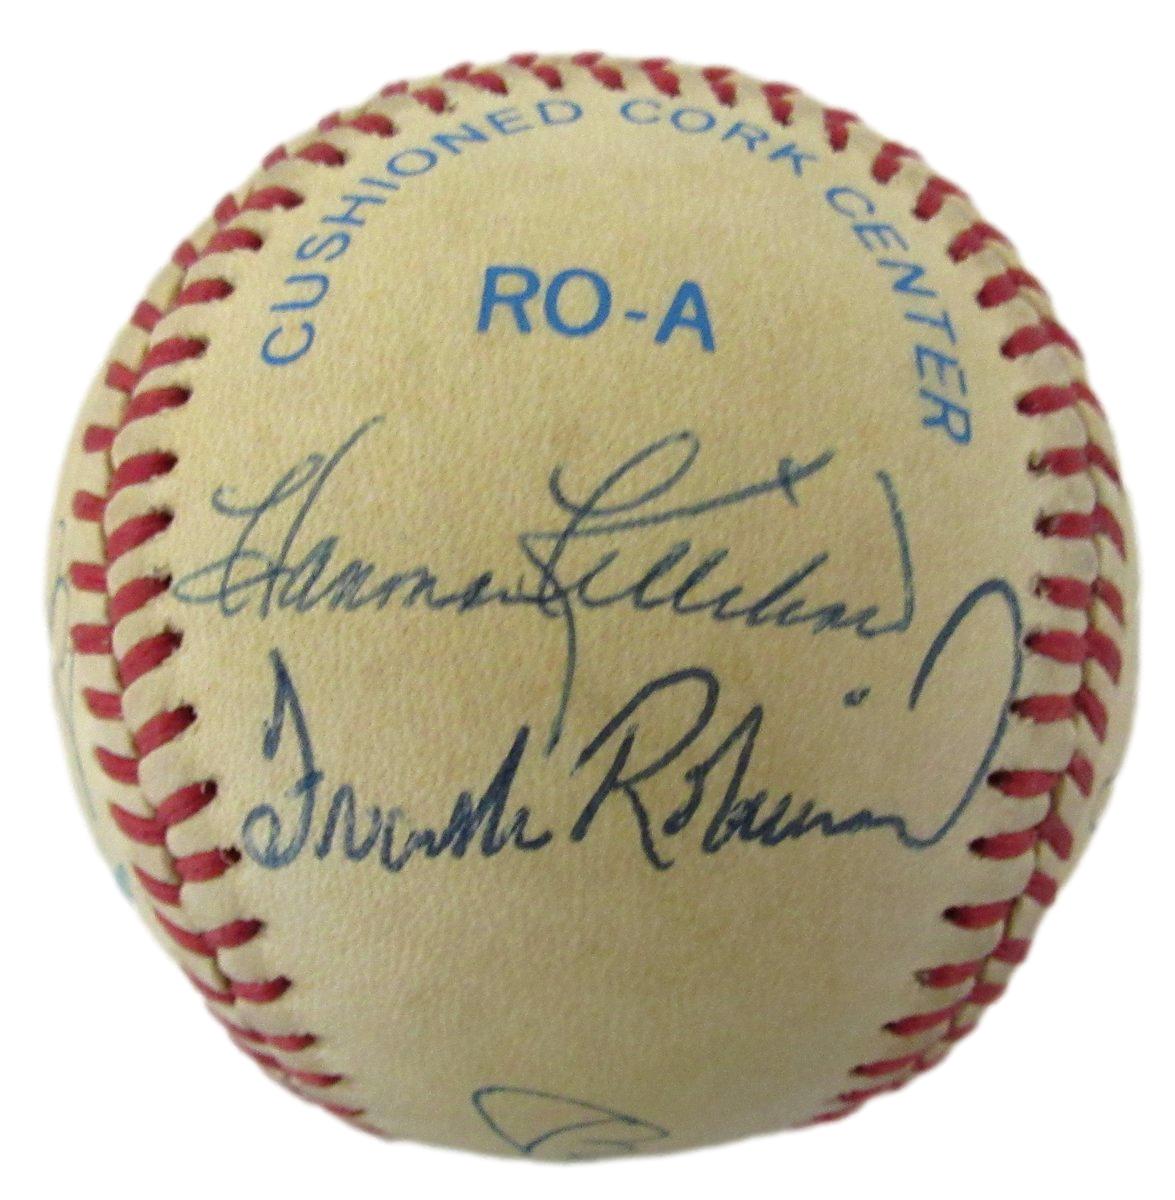 CUSHIONED CORK CENTER
RO-A
Harmon Killebrew
Frank Robinson